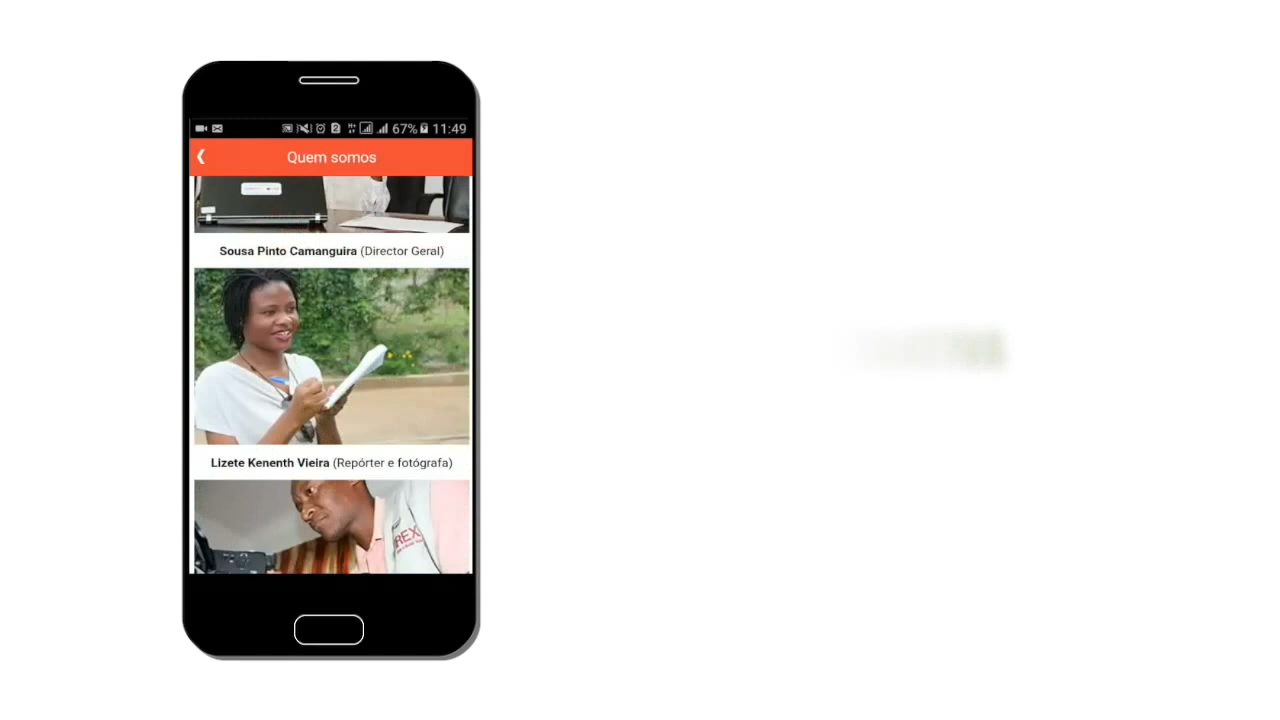 67% 11:49
Quem somos
Sousa Pinto Camanguira (Director Geral)
Lizete Kenenth Vieira (Repórter e fotógrafa)
REX